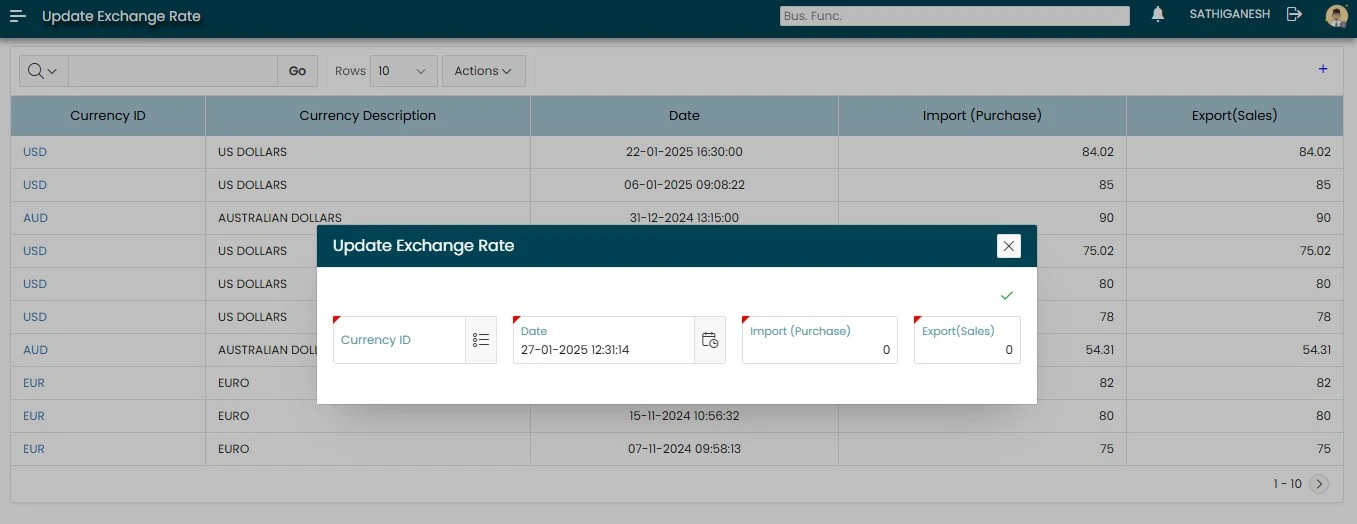 Update Exchange Rate
Bus. Func.
SATHIGANESH
Go
Rows 10
Actions
+
Currency ID Currency Description Date Import (Purchase) Export(Sales)
USD US DOLLARS 22-01-2025 16:30:00 84.02 84.02
USD US DOLLARS 06-01-2025 09:08:22 85 85
AUD AUSTRALIAN DOLLARS 31-12-2024 13:15:00 90 90
USD US DOLLARS 75.02 75.02
USD US DOLLARS 80 80
USD US DOLLARS 78 78
AUD AUSTRALIAN DOLL 54.31 54.31
EUR EURO 82 82
EUR EURO 15-11-2024 10:56:32 80 80
EUR EURO 07-11-2024 09:58:13 75 75
1 - 10
Update Exchange Rate
Currency ID
Date
27-01-2025 12:31:14
Import (Purchase)
0
Export(Sales)
0